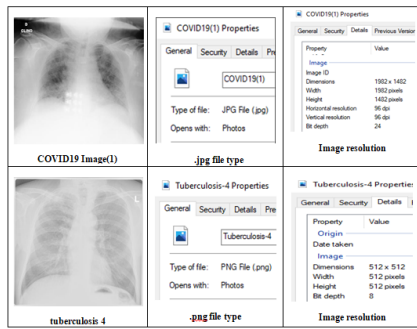 COVID19 Image(1)
COVID19(1) Properties
General Security Details Pre
COVID19(1)
Type of file: JPG File (.jpg)
Opens with: Photos
.jpg file type
COVID19(1) Properties
General Security Details Previous Version
Property Value
Image
Image ID
Dimensions 1982 x 1482
Width 1982 pixels
Height 1482 pixels
Horizontal resolution 96 dpi
Vertical resolution 96 dpi
Bit depth 24
Image resolution
L
tuberculosis 4
Tuberculosis-4 Properties
General Security Details Pre
Tuberculosis-4
Type of file: PNG File (.png)
Opens with: Photos
.png file type
Tuberculosis-4 Properties
General Security Details Pre
Property Value
Origin
Date taken
Image
Dimensions 512 x 512
Width 512 pixels
Height 512 pixels
Bit depth 8
Image resolution